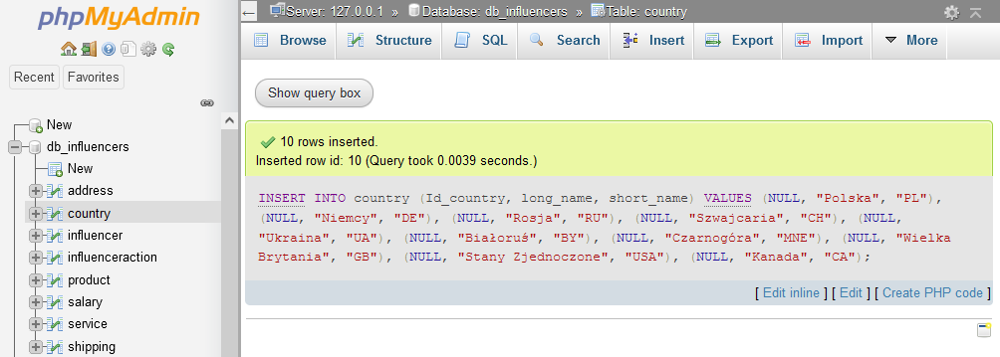 phpMyAdmin
Recent Favorites
New
db_influencers
New
address
country
influencer
influenceraction
product
salary
service
shipping
Server: 127.0.0.1 » Database: db_influencers » Table: country
Browse Structure SQL Search Insert Export Import More
Show query box
10 rows inserted.
Inserted row id: 10 (Query took 0.0039 seconds.)
INSERT INTO country (Id_country, long_name, short_name) VALUES (NULL, "Polska", "PL"),
(NULL, "Niemcy", "DE"), (NULL, "Rosja", "RU"), (NULL, "Szwajcaria", "CH"), (NULL,
"Ukraina", "UA"), (NULL, "Białoruś", "BY"), (NULL, "Czarnogóra", "MNE"), (NULL, "Wielka
Brytania", "GB"), (NULL, "Stany Zjednoczone", "USA"), (NULL, "Kanada", "CA");
[ Edit inline ] [ Edit ] [ Create PHP code ]